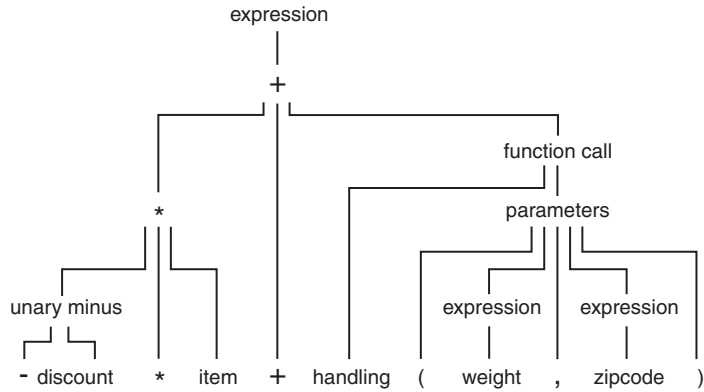 expression
+
function call
*
parameters
unary minus
expression expression
- discount * item + handling ( weight , zipcode )